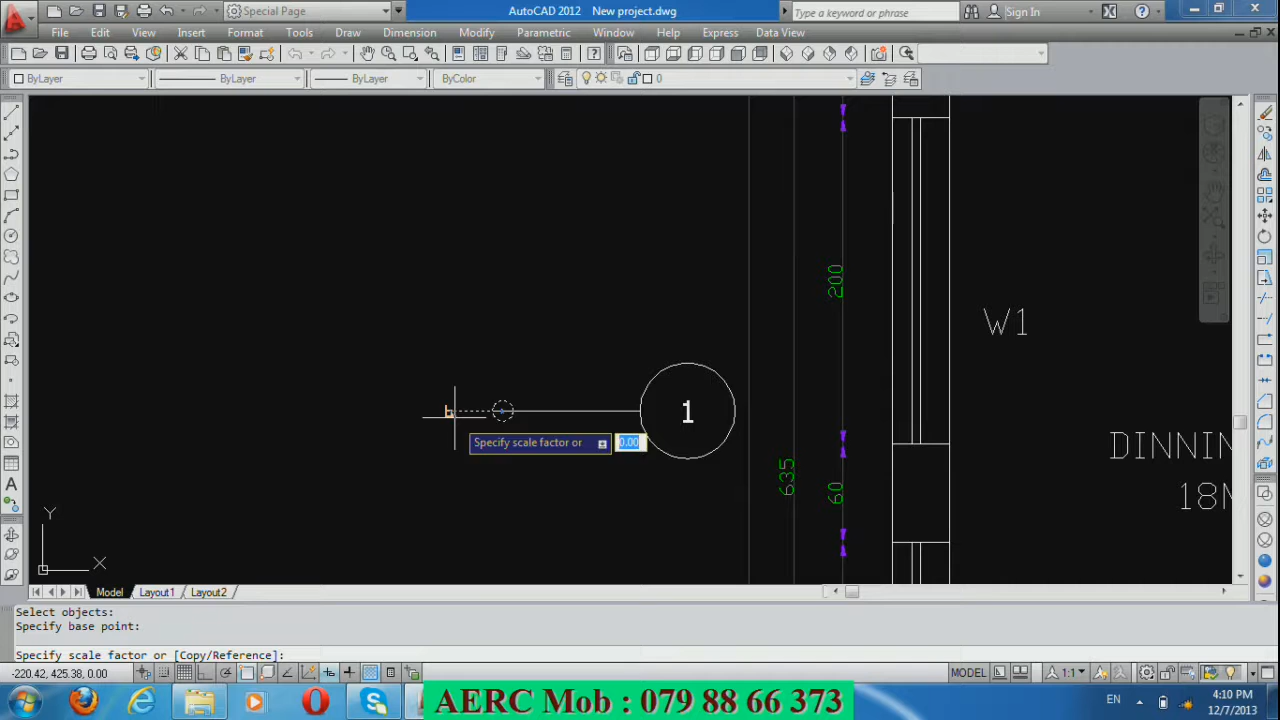 Special Page
AutoCAD 2012 New project.dwg
Type a keyword or phrase
Sign In
File Edit View Insert Format Tools Draw Dimension Modify Parametric Window Help Express Data View
ByLayer
ByLayer
ByLayer
ByColor
0
200
W1
1
Specify scale factor or
0.00
DINNIN
635
60
18M
Y
X
Model Layout1 Layout2
Select objects:
Specify base point:
Specify scale factor or [Copy/Reference]:
-220.42, 425.38, 0.00
MODEL
1:1
AERC Mob : 079 88 66 373
EN
4:10 PM
12/7/2013